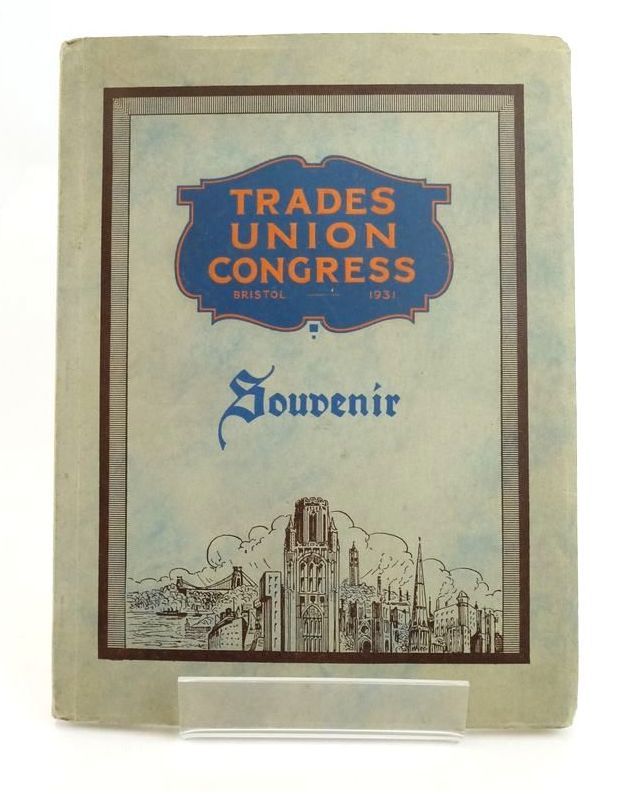 TRADES
UNION
CONGRESS
BRISTOL — 1931
Souvenir